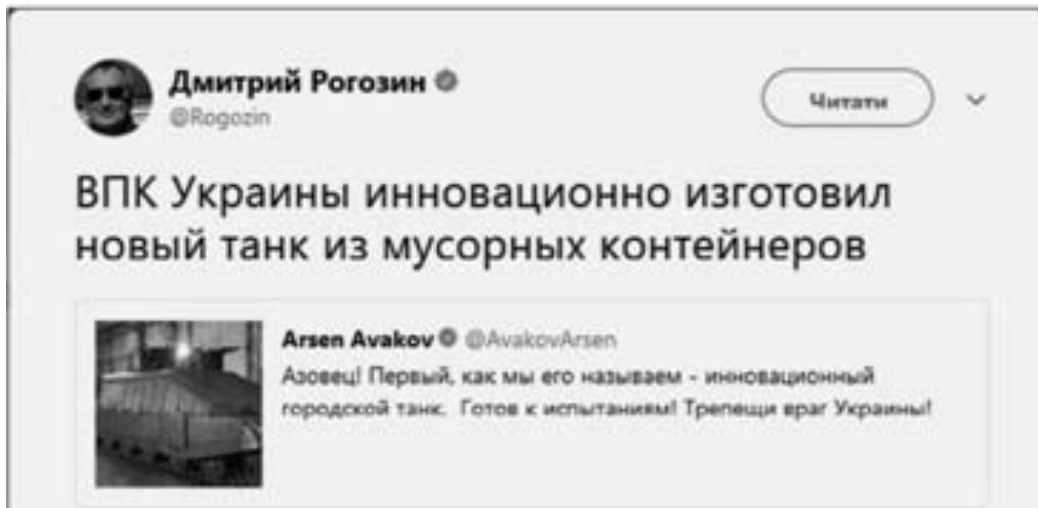 Дмитрий Рогозин
@Rogozin
Читати
ВПК Украины инновационно изготовил
новый танк из мусорных контейнеров
Arsen Avakov @AvakovArsen
Азовец! Первый, как мы его называем - инновационный
городской танк. Готов к испытаниям! Трепещи враг Украины!